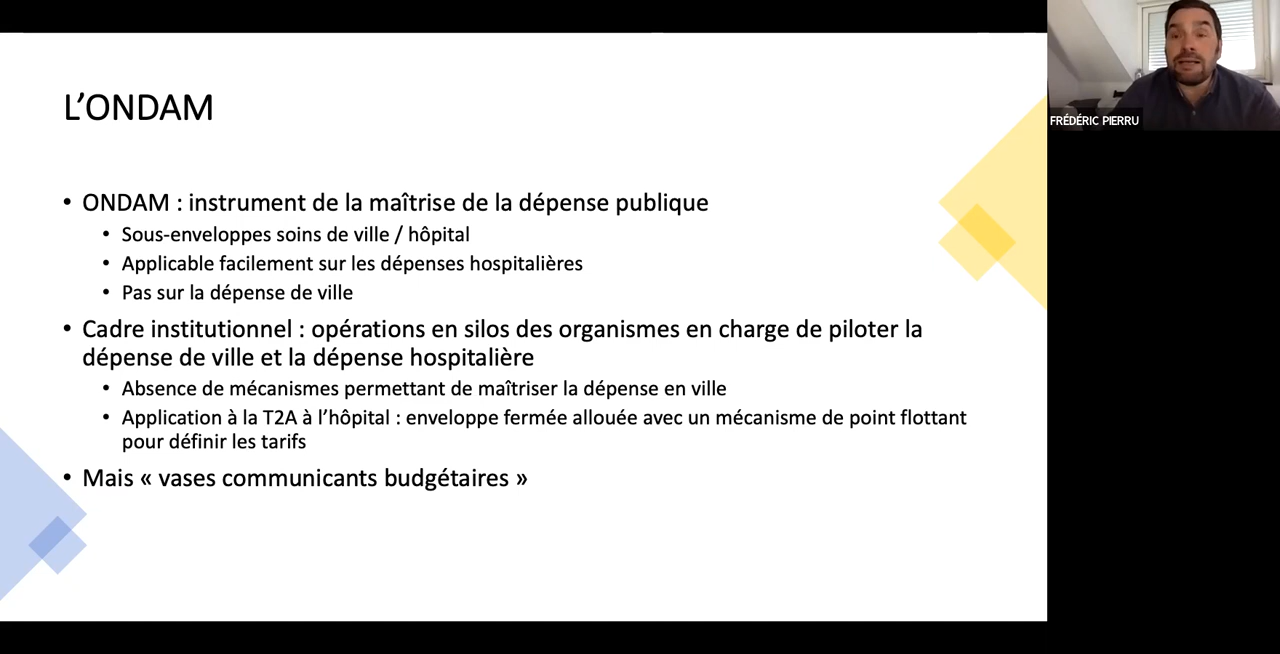 L'ONDAM
• ONDAM : instrument de la maîtrise de la dépense publique
• Sous-enveloppes soins de ville / hôpital
• Applicable facilement sur les dépenses hospitalières
• Pas sur la dépense de ville
• Cadre institutionnel : opérations en silos des organismes en charge de piloter la
dépense de ville et la dépense hospitalière
• Absence de mécanismes permettant de maîtriser la dépense en ville
• Application à la T2A à l'hôpital : enveloppe fermée allouée avec un mécanisme de point flottant
pour définir les tarifs
• Mais « vases communicants budgétaires »
FRÉDÉRIC PIERRU